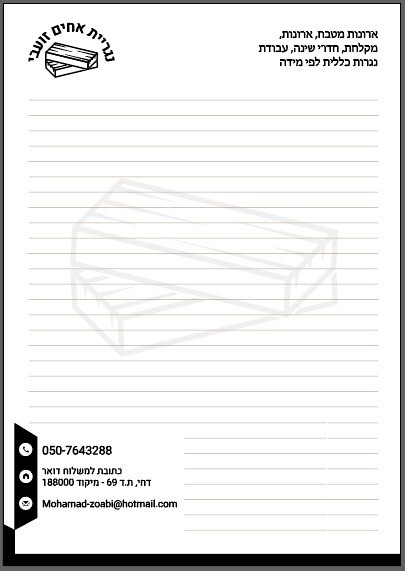 נגריית אחים זועבי
ארונות מטבח, ארונות,
מקלחת, חדרי שינה, עבודת
נגרות כללית לפי מידה
050-7643288
כתובת למשלוח דואר
דחי, ת.ד 69 - מיקוד 188000
Mohamad-zoabi@hotmail.com